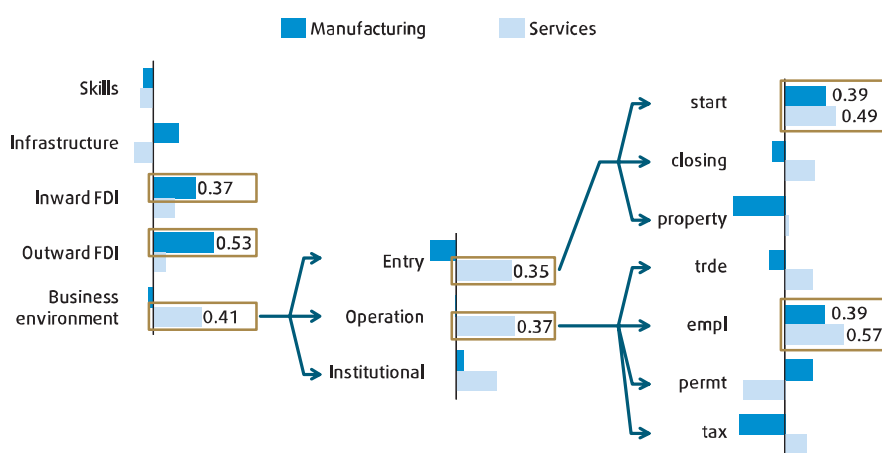 Manufacturing
Services
Skills
Infrastructure
Inward FDI
0.37
Outward FDI
0.53
Business
environment
0.41
Entry
0.35
Operation
0.37
Institutional
start
0.39
0.49
closing
property
trde
empl
0.39
0.57
permt
tax